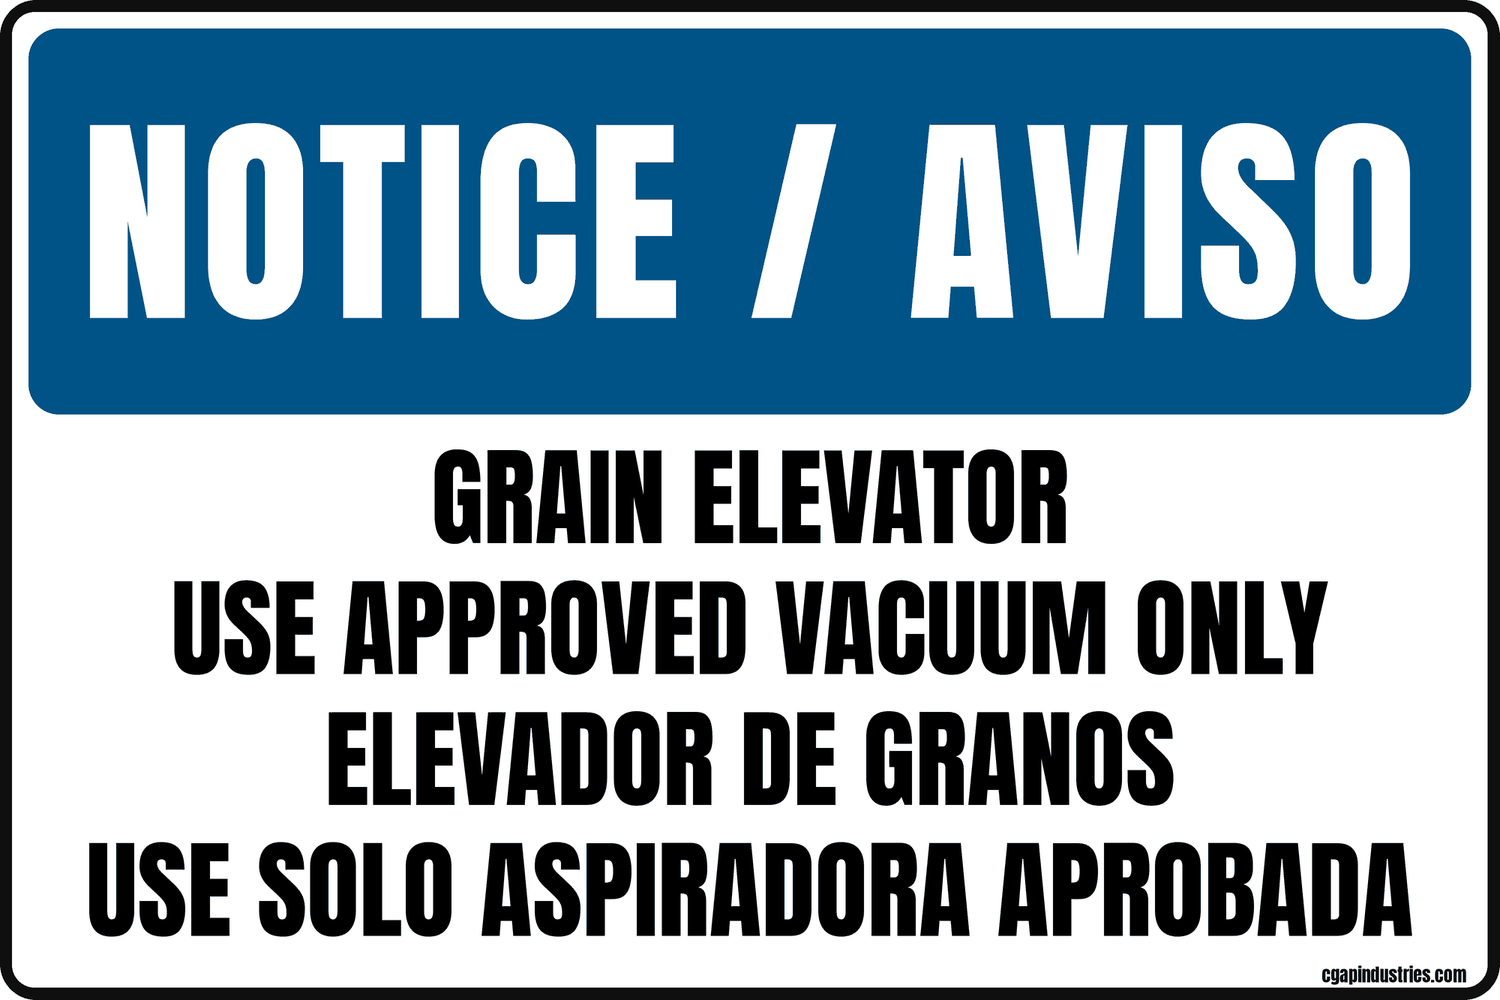 NOTICE / AVISO
GRAIN ELEVATOR
USE APPROVED VACUUM ONLY
ELEVADOR DE GRANOS
USE SOLO ASPIRADORA APROBADA
cgapindustries.com